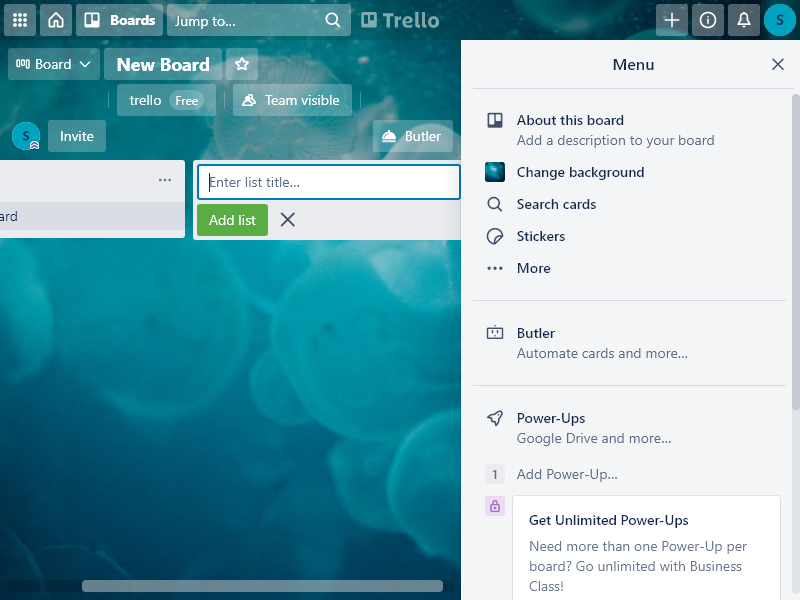 Boards
Jump to...
Trello
S
Board
New Board
trello Free
Team visible
S
Invite
Butler
ard
Enter list title...
Add list
Menu
About this board
Add a description to your board
Change background
Search cards
Stickers
More
Butler
Automate cards and more...
Power-Ups
Google Drive and more...
1
Add Power-Up...
Get Unlimited Power-Ups
Need more than one Power-Up per
board? Go unlimited with Business
Class!